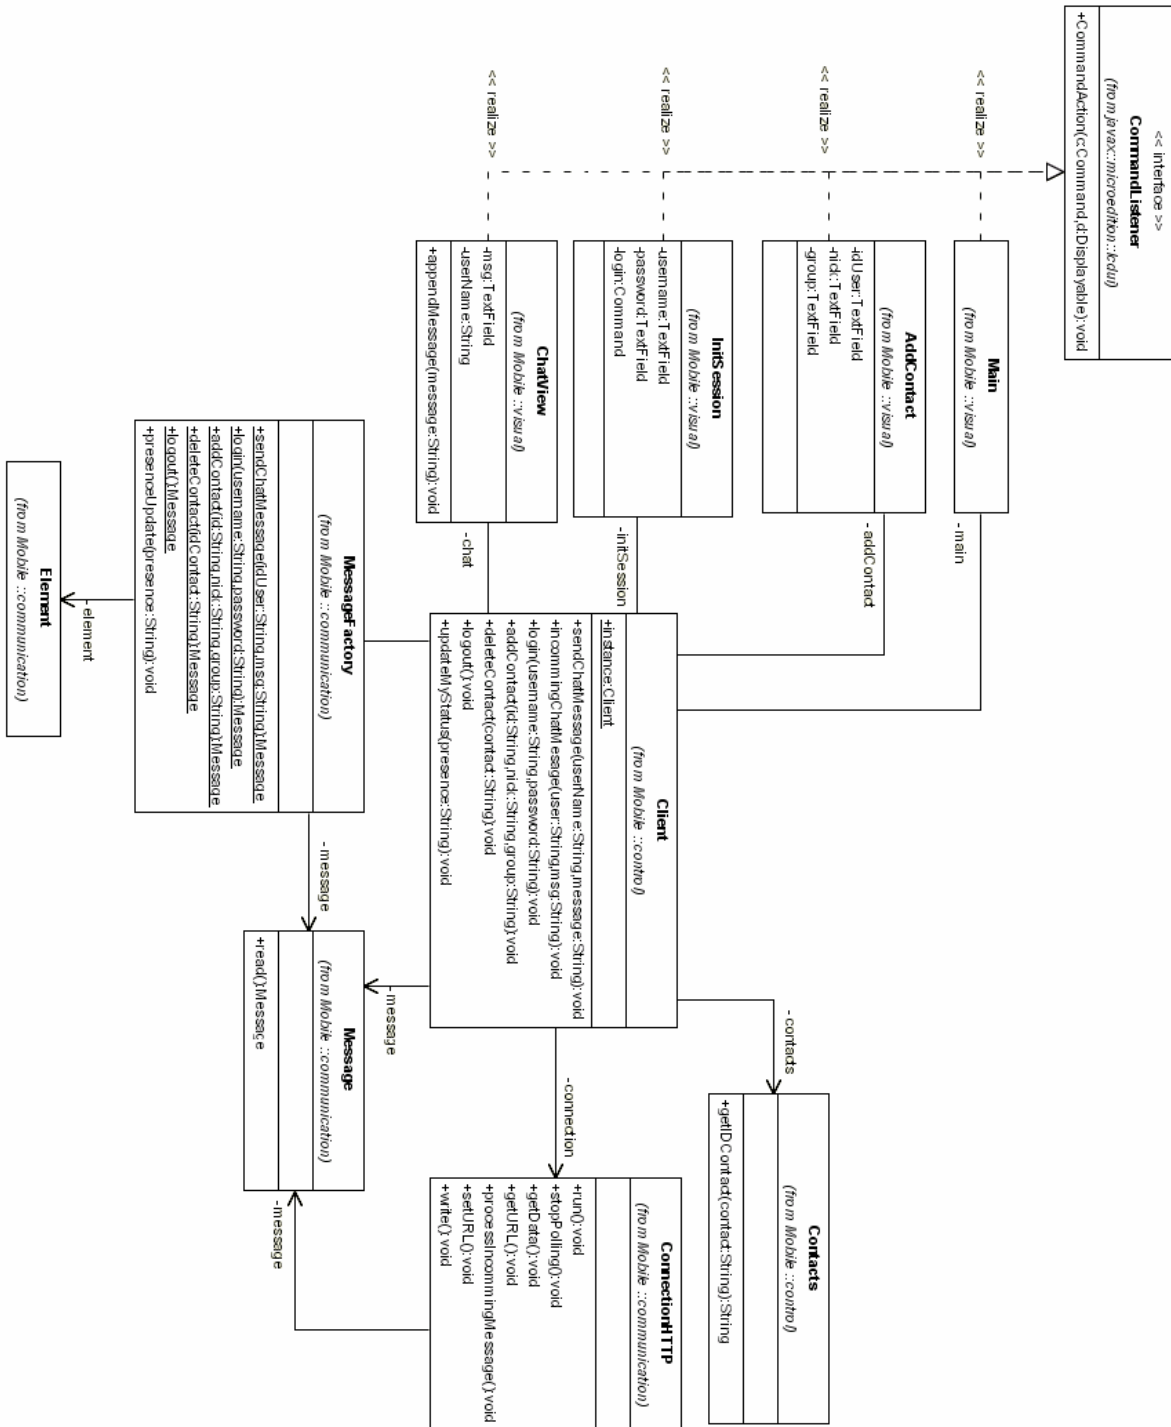 << interface >>
CommandListener
(from javax::microedition::lcdui)
+CommandAction(c:Command,d:Displayable):void
<< realize >>
<< realize >>
<< realize >>
<< realize >>
Main
(from Mobile ::visual)
AddContact
(from Mobile ::visual)
-idUser:TextField
-nick:TextField
-group:TextField
InitSession
(from Mobile ::visual)
-username:TextField
-password:TextField
-login:Command
ChatView
(from Mobile ::visual)
-msg:TextField
-userName:String
+appendMessage(message:String):void
-main
-addContact
-initSession
-chat
Client
(from Mobile ::control)
+instance:Client
+sendChatMessage(userName:String,message:String):void
+incommingChatMesage(user:String,msg:String):void
+login(username:String,password:String):void
+addContact(id:String,nick:String,group:String):void
+deleteContact(contact:String):void
+logout():void
+updateMyStatus(presence:String):void
MessageFactory
(from Mobile ::communication)
+sendChatMessage(idUser:String,msg:String):Message
+login(username:String,password:String):Message
+addContact(id:String,nick:String,group:String):Message
+deleteContact(idContact:String):Message
+logout():Message
+presenceUpdate(presence:String):void
-element
Element
(from Mobile ::communication)
-contacts
Contacts
(from Mobile ::control)
+getIDContact(contact:String):String
-connection
ConnectionHTTP
(from Mobile ::communication)
+run():void
+stopPolling():void
+getData():void
+getURL():void
+processIncommingMessage():void
+setURL():void
+write():void
-message
-message
-message
Message
(from Mobile ::communication)
+read():Message